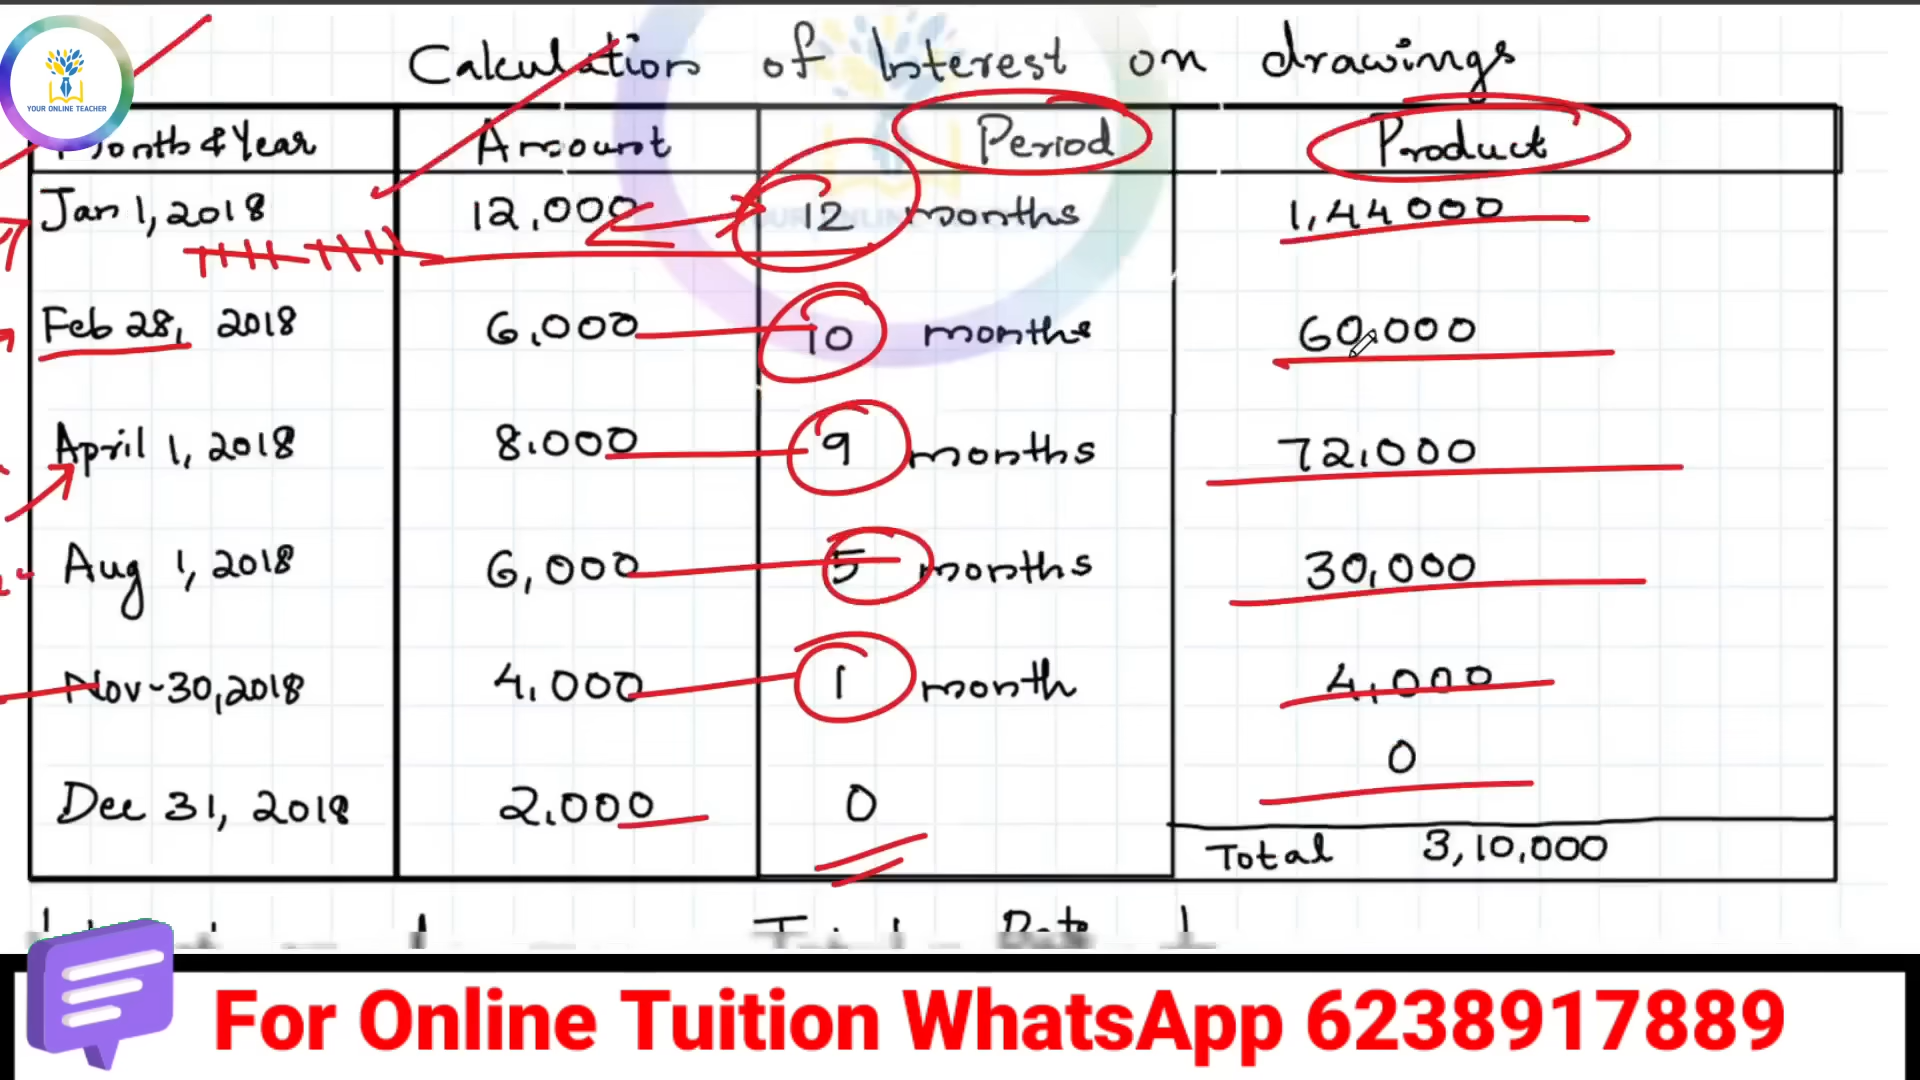 YOUR ONLINE TEACHER
Calculation of Interest on drawings
Month & Year Amount Period Product
Jan 1, 2018 12,000 12 months 1,44000
Feb 28, 2018 6,000 10 months 60,000
April 1, 2018 8,000 9 months 72,000
Aug 1, 2018 6,000 5 months 30,000
Nov-30,2018 4,000 1 month 4,000
Dec 31, 2018 2,000 0 0
Total 3,10,000
For Online Tuition WhatsApp 6238917889